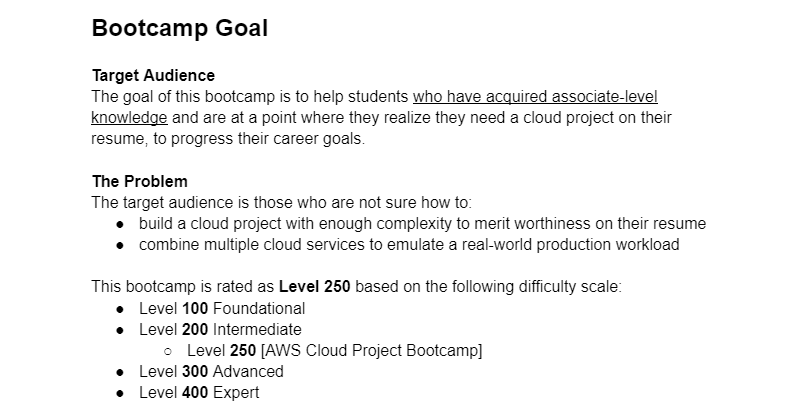 Bootcamp Goal
Target Audience
The goal of this bootcamp is to help students who have acquired associate-level
knowledge and are at a point where they realize they need a cloud project on their
resume, to progress their career goals.
The Problem
The target audience is those who are not sure how to:
● build a cloud project with enough complexity to merit worthiness on their resume
● combine multiple cloud services to emulate a real-world production workload
This bootcamp is rated as Level 250 based on the following difficulty scale:
● Level 100 Foundational
● Level 200 Intermediate
○ Level 250 [AWS Cloud Project Bootcamp]
● Level 300 Advanced
● Level 400 Expert